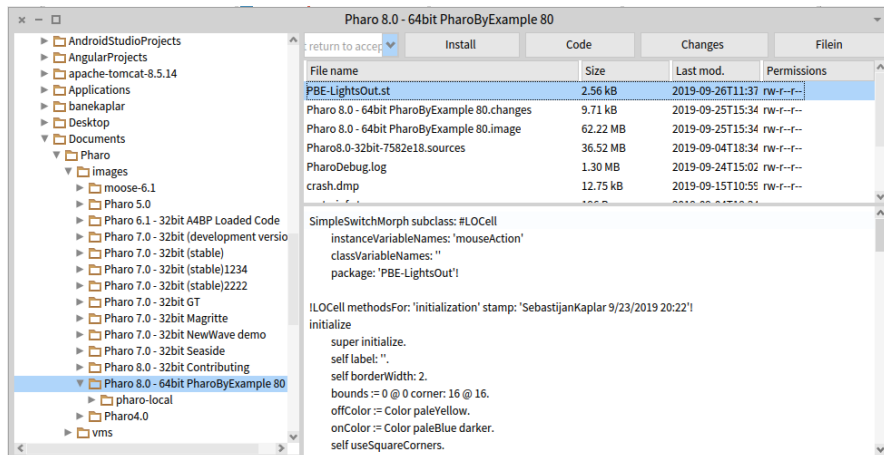 Pharo 8.0 - 64bit PharoByExample 80
AndroidStudioProjects
AngularProjects
apache-tomcat-8.5.14
Applications
banekaplar
Desktop
Documents
Pharo
images
moose-6.1
Pharo 5.0
Pharo 6.1 - 32bit A4BP Loaded Code
Pharo 7.0 - 32bit (development versio
Pharo 7.0 - 32bit (stable)
Pharo 7.0 - 32bit (stable)1234
Pharo 7.0 - 32bit (stable)2222
Pharo 7.0 - 32bit GT
Pharo 7.0 - 32bit Magritte
Pharo 7.0 - 32bit NewWave demo
Pharo 7.0 - 32bit Seaside
Pharo 8.0 - 32bit Contributing
Pharo 8.0 - 64bit PharoByExample 80
pharo-local
Pharo4.0
vms
return to accep Install Code Changes Filein
File name Size Last mod. Permissions
PBE-LightsOut.st 2.56 kB 2019-09-26T11:37 rw-r--r--
Pharo 8.0 - 64bit PharoByExample 80.changes 9.71 kB 2019-09-25T15:34 rw-r--r--
Pharo 8.0 - 64bit PharoByExample 80.image 62.22 MB 2019-09-25T15:34 rw-r--r--
Pharo8.0-32bit-7582e18.sources 36.52 MB 2019-09-04T18:34 rw-r--r--
PharoDebug.log 1.30 MB 2019-09-24T15:02 rw-r--r--
crash.dmp 12.75 kB 2019-09-15T10:59 rw-r--r--
SimpleSwitchMorph subclass: #LOCell
instanceVariableNames: 'mouseAction'
classVariableNames: ''
package: 'PBE-LightsOut'!
!LOCell methodsFor: 'initialization' stamp: 'SebastijanKaplar 9/23/2019 20:22'!
initialize
super initialize.
self label: ''.
self borderWidth: 2.
bounds := 0 @ 0 corner: 16 @ 16.
offColor := Color paleYellow.
onColor := Color paleBlue darker.
self useSquareCorners.